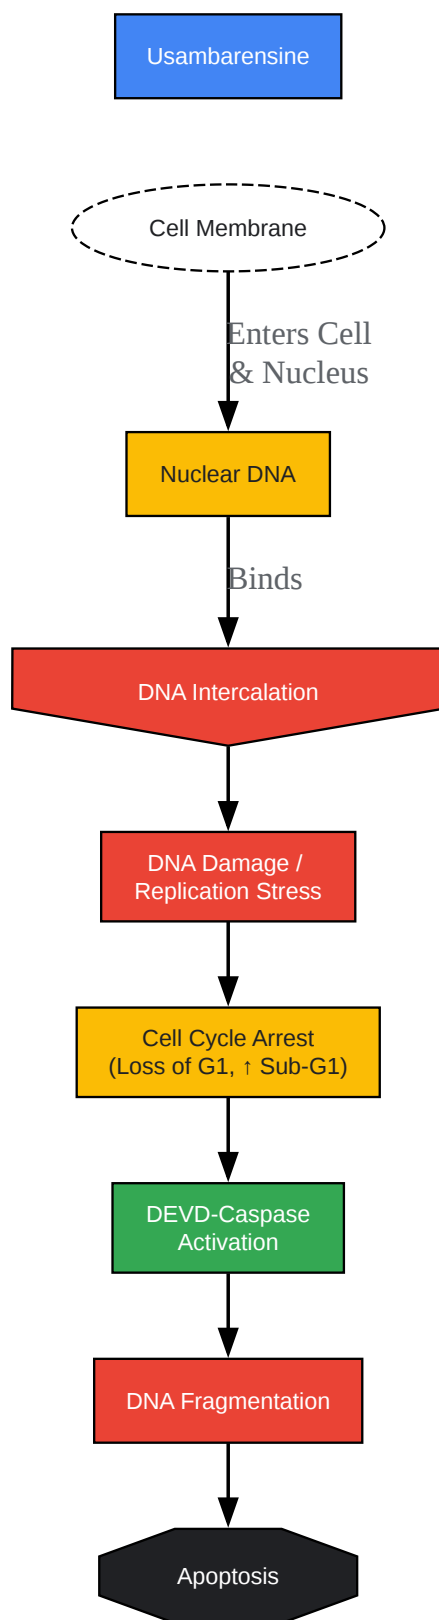 Usambarensine
Cell Membrane
Enters Cell
& Nucleus
Nuclear DNA
Binds
DNA Intercalation
DNA Damage /
Replication Stress
Cell Cycle Arrest
(Loss of G1, ↑ Sub-G1)
DEVD-Caspase
Activation
DNA Fragmentation
Apoptosis